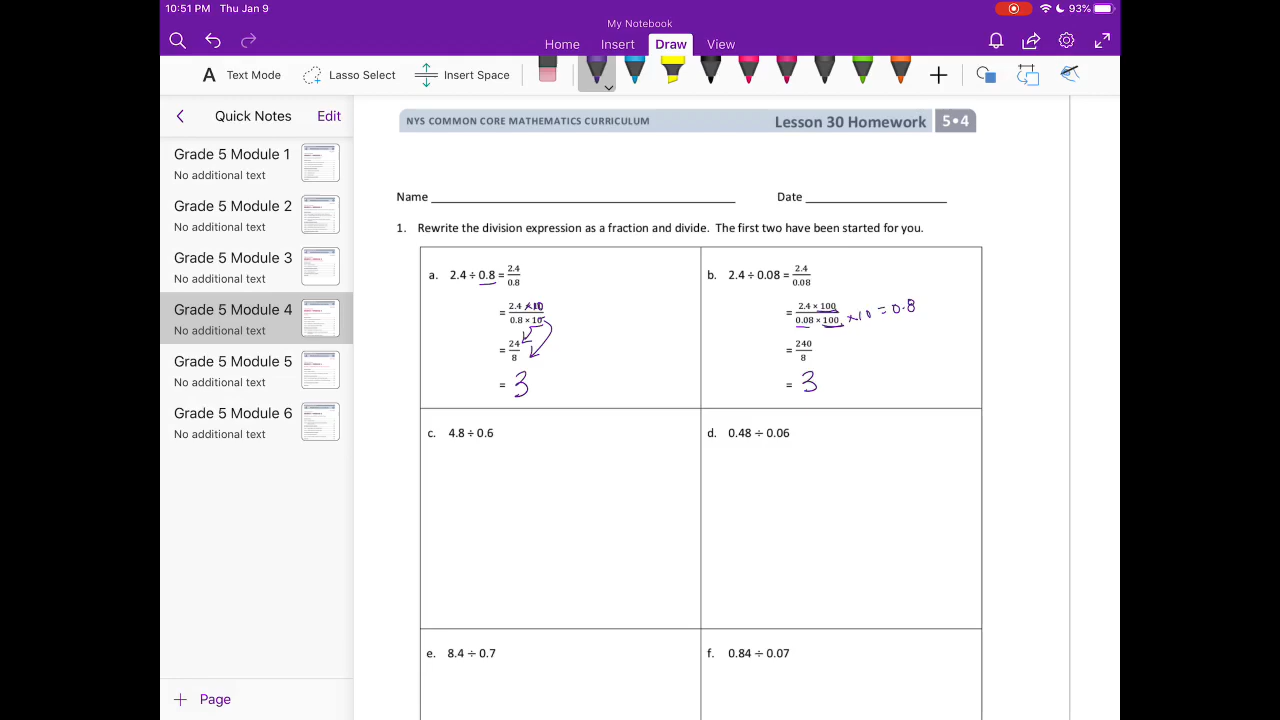 10:51 PM Thu Jan 9
93%
My Notebook
Home Insert Draw View
A Text Mode Lasso Select Insert Space
Quick Notes Edit
Grade 5 Module 1
No additional text
Grade 5 Module 2
No additional text
Grade 5 Module 3
No additional text
Grade 5 Module 4
No additional text
Grade 5 Module 5
No additional text
Grade 5 Module 6
No additional text
+ Page
NYS COMMON CORE MATHEMATICS CURRICULUM Lesson 30 Homework 5•4
Name Date
1. Rewrite the division expression as a fraction and divide. The first two have been started for you.
a. 2.4 ÷ 0.8 = 2.4
0.8
= 2.4 × 10
0.8 × 10
= 24
8
= 3
b. 2.4 ÷ 0.08 = 2.4
0.08
= 2.4 × 100
0.08 × 100 ×10 = 0.8
= 240
8
= 3
c. 4.8 ÷ 0.6
d. 0.48 ÷ 0.06
e. 8.4 ÷ 0.7
f. 0.84 ÷ 0.07